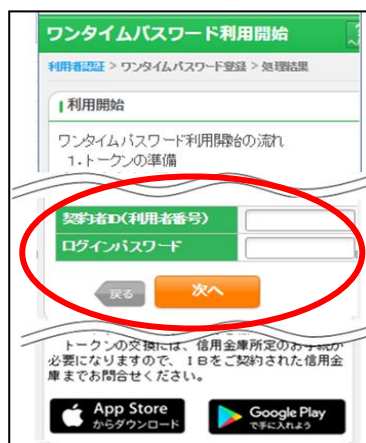 ワンタイムパスワード利用開始
利用者認証 > ワンタイムパスワード登録 > 処理結果
利用開始
ワンタイムパスワード利用開始の流れ
1.トークンの準備
契約者ID(利用者番号)
ログインパスワード
戻る
次へ
トークンの交換には、信用金庫所定のお手続が
必要になりますので、IBをご契約された信用金
庫までお問合せください。
App Store
からダウンロード
Google Play
で手に入れよう